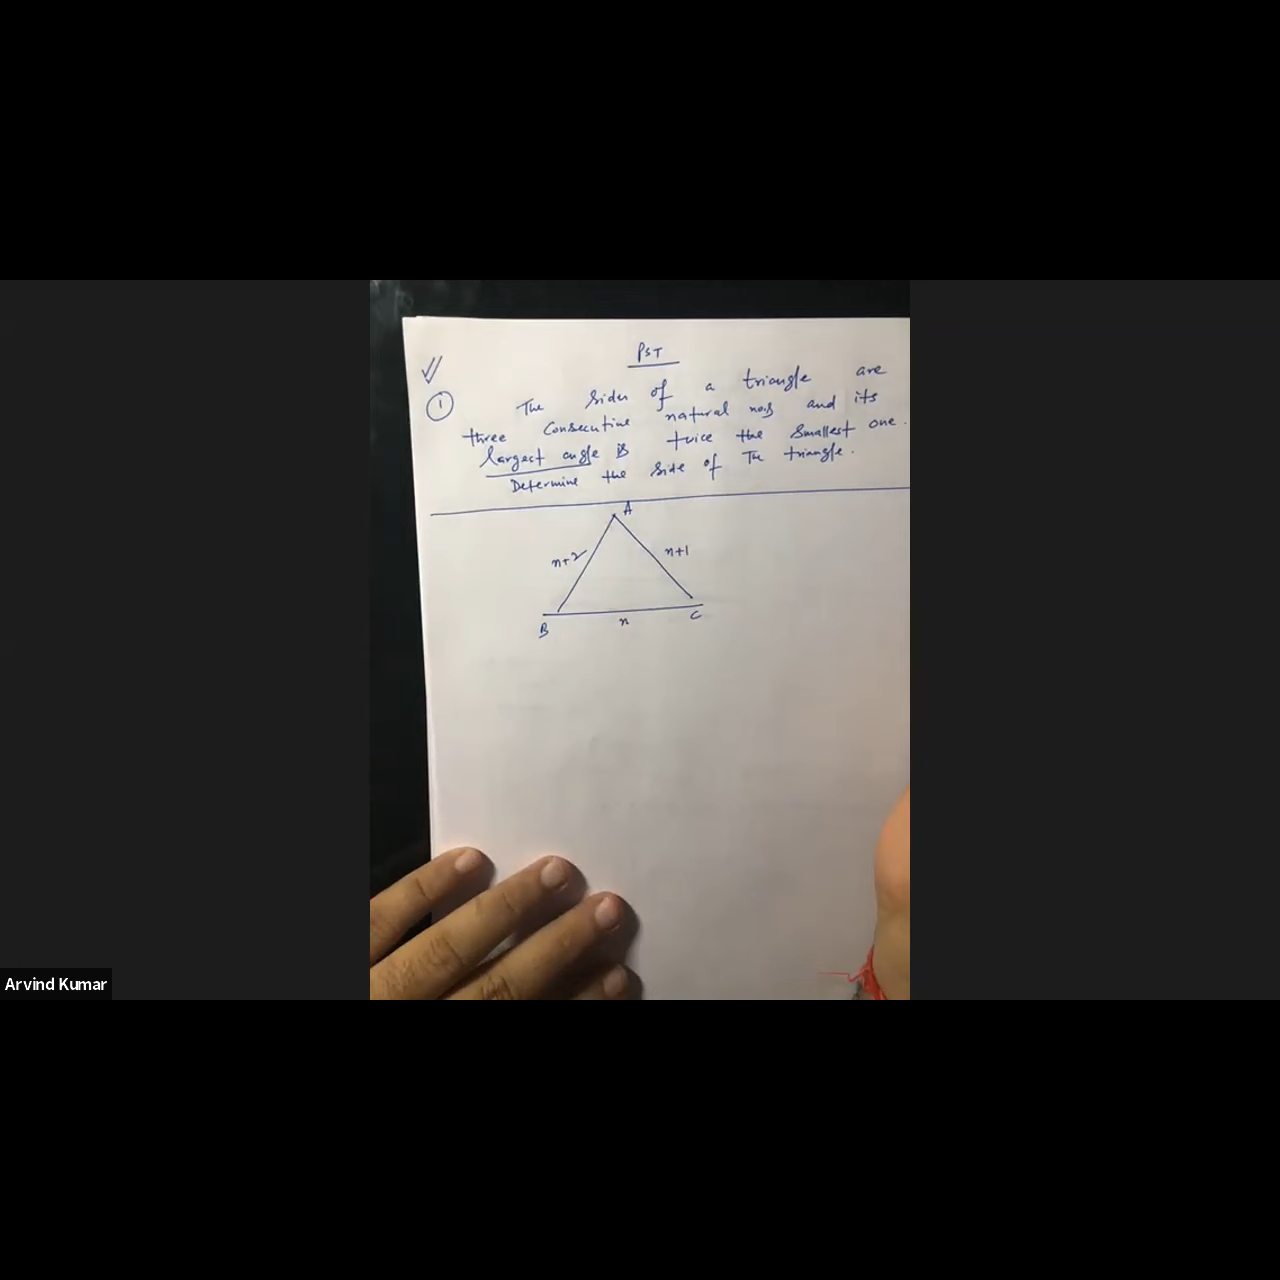 PST
① The sides of a triangle are
three consecutive natural no.s and its
largest angle is twice the smallest one.
Determine the side of The triangle.
A
n+2 n+1
B n C
Arvind Kumar